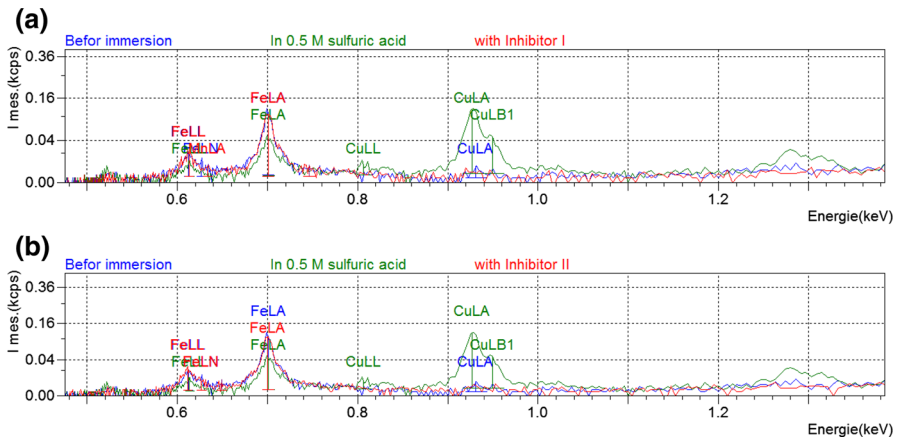 (a)
Befor immersion In 0.5 M sulfuric acid with Inhibitor I
I mes.(kcps)
0.36
0.16
0.04
0.00
FeLA
FeLA
FeLL
CuLL
CuLA
CuLB1
CuLA
0.6 0.8 1.0 1.2
Energie(keV)
(b)
Befor immersion In 0.5 M sulfuric acid with Inhibitor II
I mes.(kcps)
0.36
0.16
0.04
0.00
FeLA
FeLA
FeLA
FeLL
CuLL
CuLA
CuLB1
CuLA
0.6 0.8 1.0 1.2
Energie(keV)